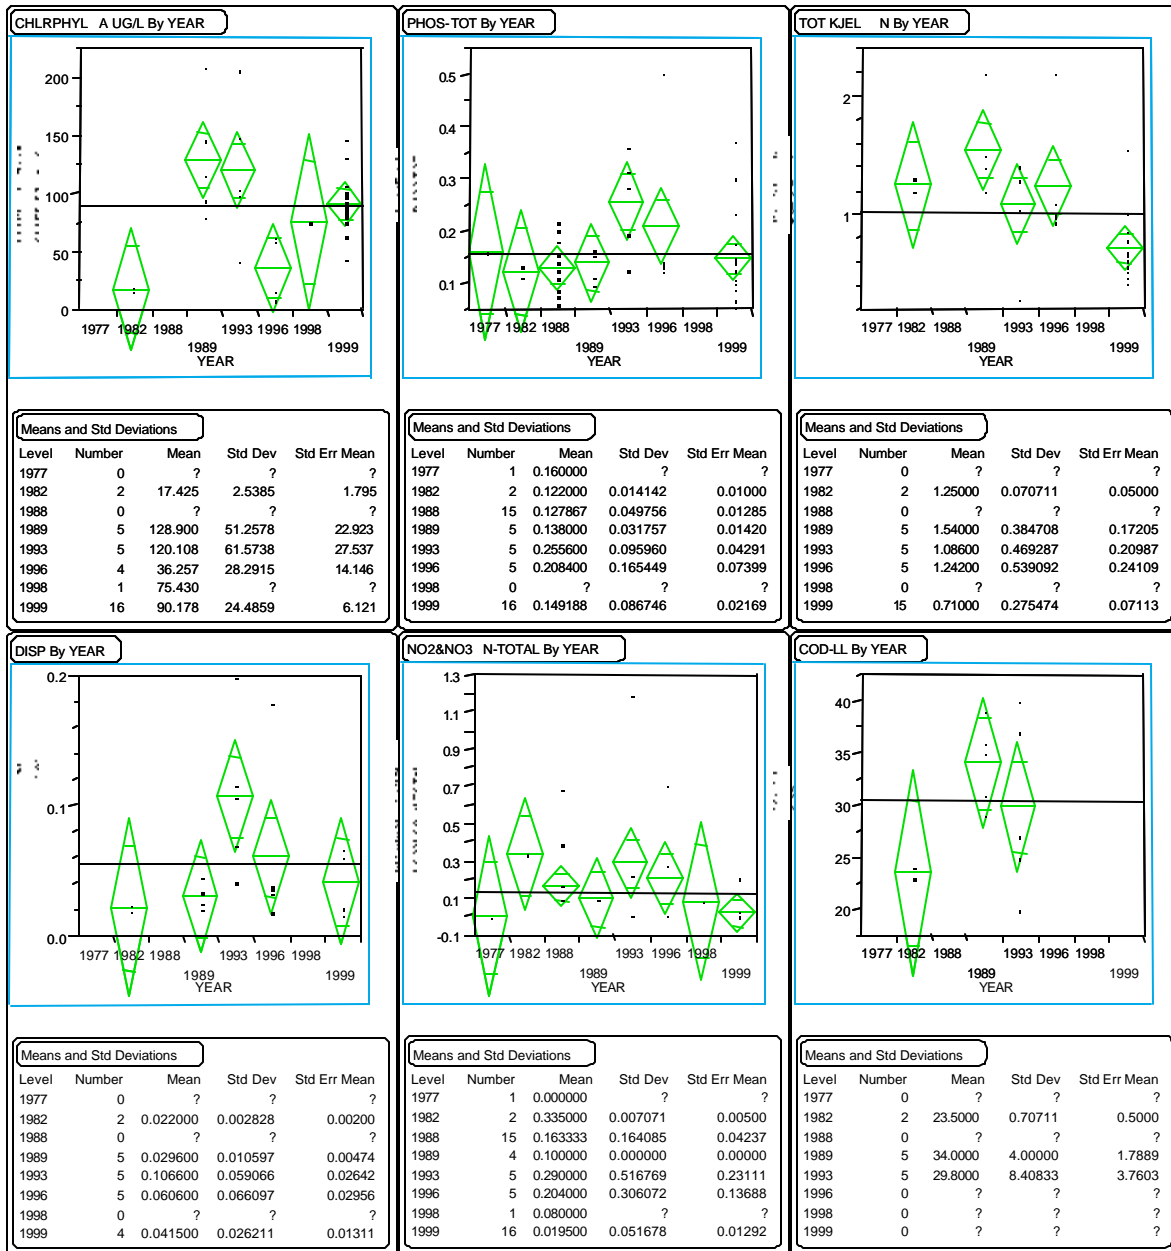 CHLRPHYL A UG/L By YEAR
200
150
100
50
0
1977 1982 1988 1993 1996 1998
1989 1999
YEAR
Means and Std Deviations
Level Number Mean Std Dev Std Err Mean
1977 0 ? ? ?
1982 2 17.425 2.5385 1.795
1988 0 ? ? ?
1989 5 128.900 51.2578 22.923
1993 5 120.108 61.5738 27.537
1996 4 36.257 28.2915 14.146
1998 1 75.430 ? ?
1999 16 90.178 24.4859 6.121
PHOS-TOT By YEAR
0.5
0.4
0.3
0.2
0.1
1977 1982 1988 1993 1996 1998
1989 1999
YEAR
Means and Std Deviations
Level Number Mean Std Dev Std Err Mean
1977 1 0.160000 ? ?
1982 2 0.122000 0.014142 0.01000
1988 15 0.127867 0.049756 0.01285
1989 5 0.138000 0.031757 0.01420
1993 5 0.255600 0.095960 0.04291
1996 5 0.208400 0.165449 0.07399
1998 0 ? ? ?
1999 16 0.149188 0.086746 0.02169
TOT KJEL N By YEAR
2
1
1977 1982 1988 1993 1996 1998
1989 1999
YEAR
Means and Std Deviations
Level Number Mean Std Dev Std Err Mean
1977 0 ? ? ?
1982 2 1.25000 0.070711 0.05000
1988 0 ? ? ?
1989 5 1.54000 0.384708 0.17205
1993 5 1.08600 0.469287 0.20987
1996 5 1.24200 0.539092 0.24109
1998 0 ? ? ?
1999 15 0.71000 0.275474 0.07113
DISP By YEAR
0.2
0.1
0.0
1977 1982 1988 1993 1996 1998
1989 1999
YEAR
Means and Std Deviations
Level Number Mean Std Dev Std Err Mean
1977 0 ? ? ?
1982 2 0.022000 0.002828 0.00200
1988 0 ? ? ?
1989 5 0.029600 0.010597 0.00474
1993 5 0.106600 0.059066 0.02642
1996 5 0.060600 0.066097 0.02956
1998 0 ? ? ?
1999 4 0.041500 0.026211 0.01311
NO2&NO3 N-TOTAL By YEAR
1.3
1.1
0.9
0.7
0.5
0.3
0.1
-0.1
1977 1982 1988 1993 1996 1998
1989 1999
YEAR
Means and Std Deviations
Level Number Mean Std Dev Std Err Mean
1977 1 0.000000 ? ?
1982 2 0.335000 0.007071 0.00500
1988 15 0.163333 0.164085 0.04237
1989 4 0.100000 0.000000 0.00000
1993 5 0.290000 0.516769 0.23111
1996 5 0.204000 0.306072 0.13688
1998 1 0.080000 ? ?
1999 16 0.019500 0.051678 0.01292
COD-LL By YEAR
40
35
30
25
20
1977 1982 1988 1993 1996 1998
1989 1999
YEAR
Means and Std Deviations
Level Number Mean Std Dev Std Err Mean
1977 0 ? ? ?
1982 2 23.5000 0.70711 0.5000
1988 0 ? ? ?
1989 5 34.0000 4.00000 1.7889
1993 5 29.8000 8.40833 3.7603
1996 0 ? ? ?
1998 0 ? ? ?
1999 0 ? ? ?